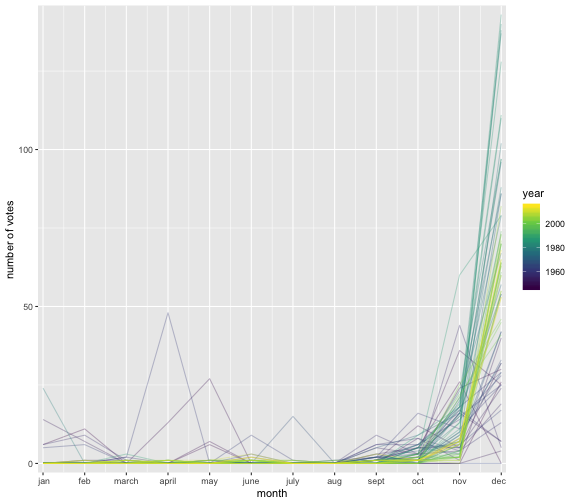 number of votes
100
50
0
jan feb march april may june july aug sept oct nov dec
month
year
2000
1980
1960